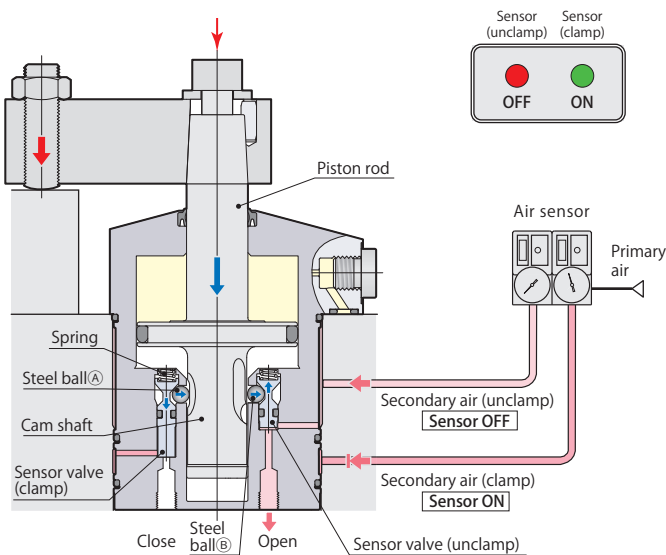 Sensor
(unclamp)
Sensor
(clamp)
OFF
ON
Piston rod
Air sensor
Primary
air
Spring
Steel ballⒶ
Cam shaft
Sensor valve
(clamp)
Secondary air (unclamp)
Sensor OFF
Secondary air (clamp)
Sensor ON
Close
Steel
ballⒷ
Open
Sensor valve (unclamp)